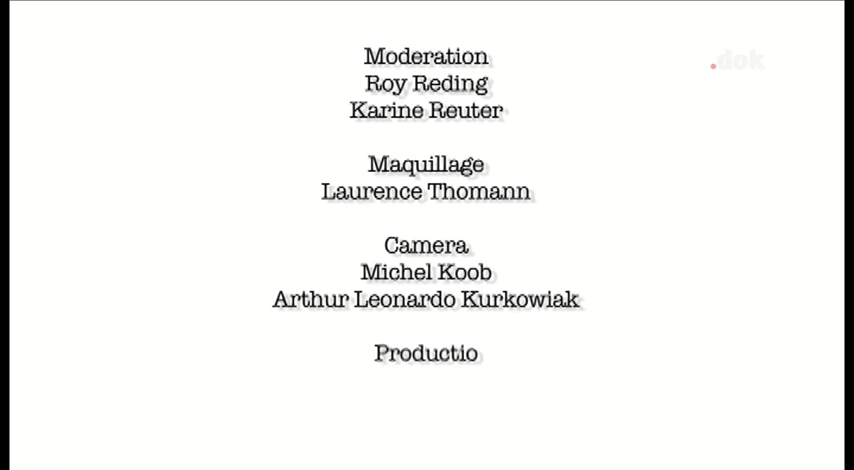 Moderation
.dok
Roy Reding
Karine Reuter
Maquillage
Laurence Thomann
Camera
Michel Koob
Arthur Leonardo Kurkowiak
Productio